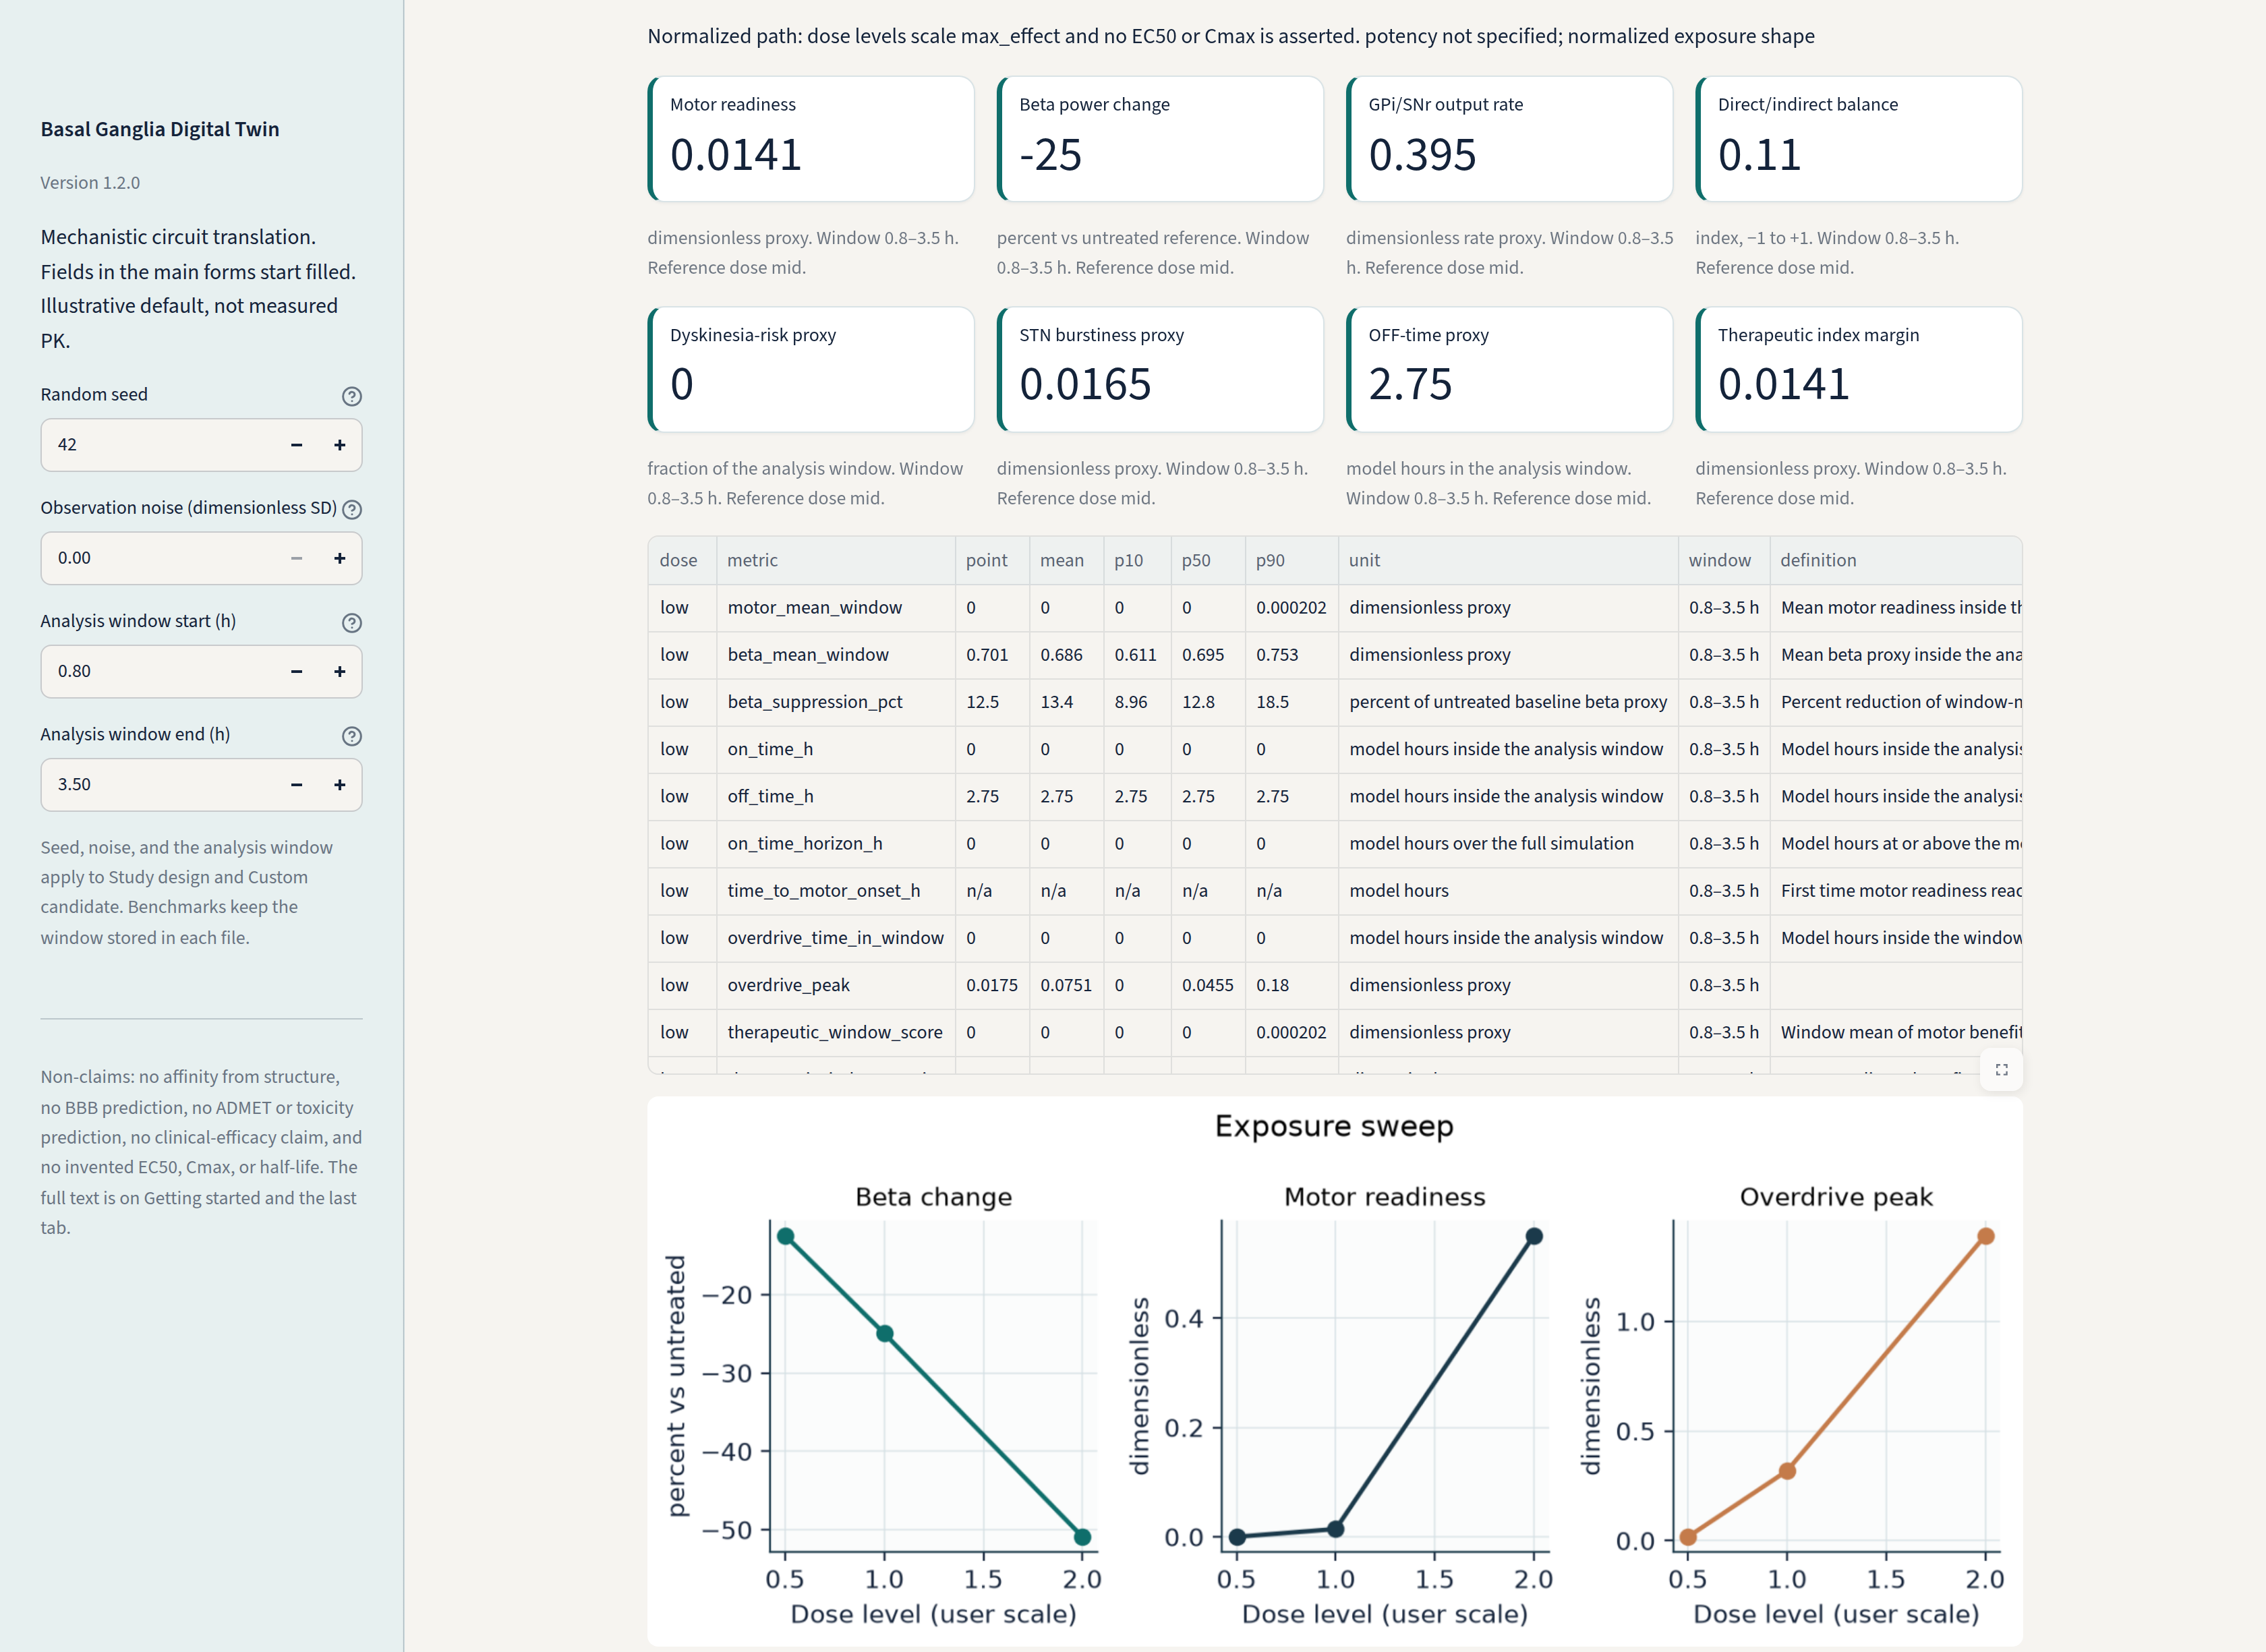 Basal Ganglia Digital Twin
Version 1.2.0
Mechanistic circuit translation.
Fields in the main forms start filled.
Illustrative default, not measured
PK.
Random seed
42
Observation noise (dimensionless SD)
0.00
Analysis window start (h)
0.80
Analysis window end (h)
3.50
Seed, noise, and the analysis window
apply to Study design and Custom
candidate. Benchmarks keep the
window stored in each file.
Non-claims: no affinity from structure,
no BBB prediction, no ADMET or toxicity
prediction, no clinical-efficacy claim, and
no invented EC50, Cmax, or half-life. The
full text is on Getting started and the last
tab.
Normalized path: dose levels scale max_effect and no EC50 or Cmax is asserted. potency not specified; normalized exposure shape
Motor readiness
0.0141
dimensionless proxy. Window 0.8–3.5 h.
Reference dose mid.
Beta power change
-25
percent vs untreated reference. Window
0.8–3.5 h. Reference dose mid.
GPi/SNr output rate
0.395
dimensionless rate proxy. Window 0.8–3.5
h. Reference dose mid.
Direct/indirect balance
0.11
index, −1 to +1. Window 0.8–3.5 h.
Reference dose mid.
Dyskinesia-risk proxy
0
fraction of the analysis window. Window
0.8–3.5 h. Reference dose mid.
STN burstiness proxy
0.0165
dimensionless proxy. Window 0.8–3.5 h.
Reference dose mid.
OFF-time proxy
2.75
model hours in the analysis window.
Window 0.8–3.5 h. Reference dose mid.
Therapeutic index margin
0.0141
dimensionless proxy. Window 0.8–3.5 h.
Reference dose mid.
dose metric point mean p10 p50 p90 unit window definition
low motor_mean_window 0 0 0 0 0.000202 dimensionless proxy 0.8–3.5 h Mean motor readiness inside th
low beta_mean_window 0.701 0.686 0.611 0.695 0.753 dimensionless proxy 0.8–3.5 h Mean beta proxy inside the ana
low beta_suppression_pct 12.5 13.4 8.96 12.8 18.5 percent of untreated baseline beta proxy 0.8–3.5 h Percent reduction of window-m
low on_time_h 0 0 0 0 0 model hours inside the analysis window 0.8–3.5 h Model hours inside the analysis
low off_time_h 2.75 2.75 2.75 2.75 2.75 model hours inside the analysis window 0.8–3.5 h Model hours inside the analysis
low on_time_horizon_h 0 0 0 0 0 model hours over the full simulation 0.8–3.5 h Model hours at or above the mo
low time_to_motor_onset_h n/a n/a n/a n/a n/a model hours 0.8–3.5 h First time motor readiness reac
low overdrive_time_in_window 0 0 0 0 0 model hours inside the analysis window 0.8–3.5 h Model hours inside the window
low overdrive_peak 0.0175 0.0751 0 0.0455 0.18 dimensionless proxy 0.8–3.5 h
low therapeutic_window_score 0 0 0 0 0.000202 dimensionless proxy 0.8–3.5 h Window mean of motor benefit
Exposure sweep
Beta change
percent vs untreated
−20
−30
−40
−50
0.5 1.0 1.5 2.0
Dose level (user scale)
Motor readiness
dimensionless
0.4
0.2
0.0
0.5 1.0 1.5 2.0
Dose level (user scale)
Overdrive peak
dimensionless
1.0
0.5
0.0
0.5 1.0 1.5 2.0
Dose level (user scale)